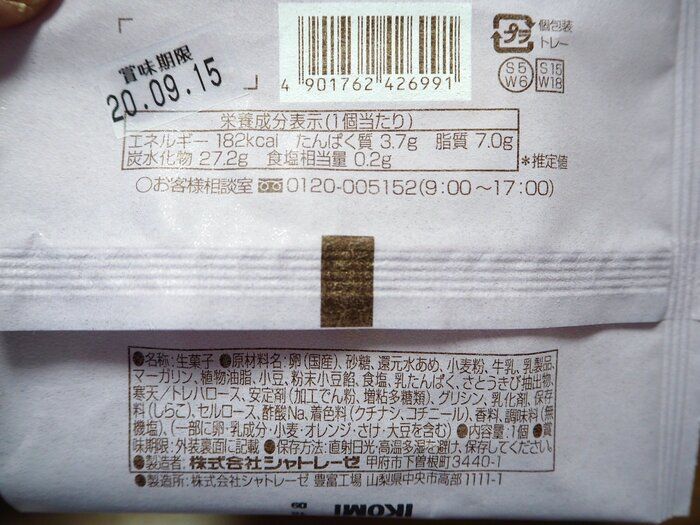 賞味期限
20.09.15
4 901762 426991
プラ
個包装
トレー
S5
W6
S15
W18
栄養成分表示(1個当たり)
エネルギー 182kcal たんぱく質 3.7g 脂質 7.0g
炭水化物 27.2g 食塩相当量 0.2g
*推定値
○お客様相談室 0120-005152(9:00～17:00)
●名称:生菓子 ●原材料名:卵(国産)、砂糖、還元水あめ、小麦粉、牛乳、乳製品、
マーガリン、植物油脂、小豆、粉末小豆餡、食塩、乳たんぱく、さとうきび抽出物、
寒天/トレハロース、安定剤(加工でん粉、増粘多糖類)、グリシン、乳化剤、保存
料(しらこ)、セルロース、酢酸Na、着色料(クチナシ、コチニール)、香料、調味料(無
機塩)、(一部に卵・乳成分・小麦・オレンジ・さけ・大豆を含む) ●内容量:1個 ●賞
味期限:外装裏面に記載 ●保存方法:直射日光・高温多湿を避け、保存してください。
●製造者:株式会社シャトレーゼ 甲府市下曽根町3440-1
●製造所:株式会社シャトレーゼ 豊富工場 山梨県中央市高部1111-1
IKOMI